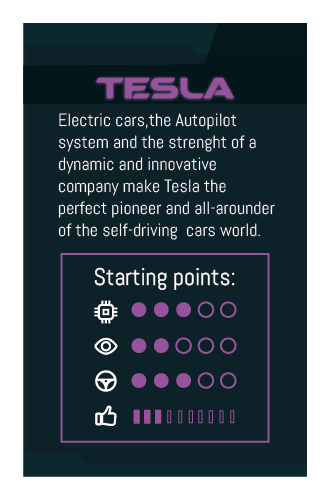 TESLA
Electric cars,the Autopilot
system and the strenght of a
dynamic and innovative
company make Tesla the
perfect pioneer and all-arounder
of the self-driving cars world.
Starting points: